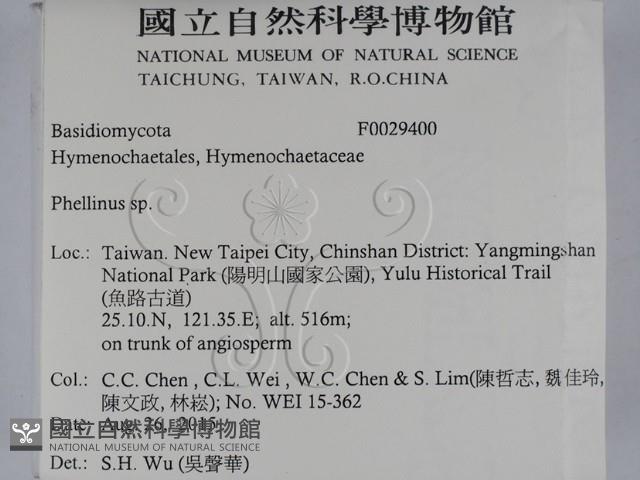 國立自然科學博物館
NATIONAL MUSEUM OF NATURAL SCIENCE
TAICHUNG, TAIWAN, R.O.CHINA
Basidiomycota F0029400
Hymenochaetales, Hymenochaetaceae
Phellinus sp.
Loc.: Taiwan. New Taipei City, Chinshan District: Yangmingshan
National Park (陽明山國家公園), Yulu Historical Trail
(魚路古道)
25.10.N, 121.35.E; alt. 516m;
on trunk of angiosperm
Col.: C.C. Chen , C.L. Wei , W.C. Chen & S. Lim(陳哲志, 魏佳玲,
陳文政, 林崧); No. WEI 15-362
Date: Aug. 26, 2015
國立自然科學博物館
NATIONAL MUSEUM OF NATURAL SCIENCE
Det.: S.H. Wu (吳聲華)